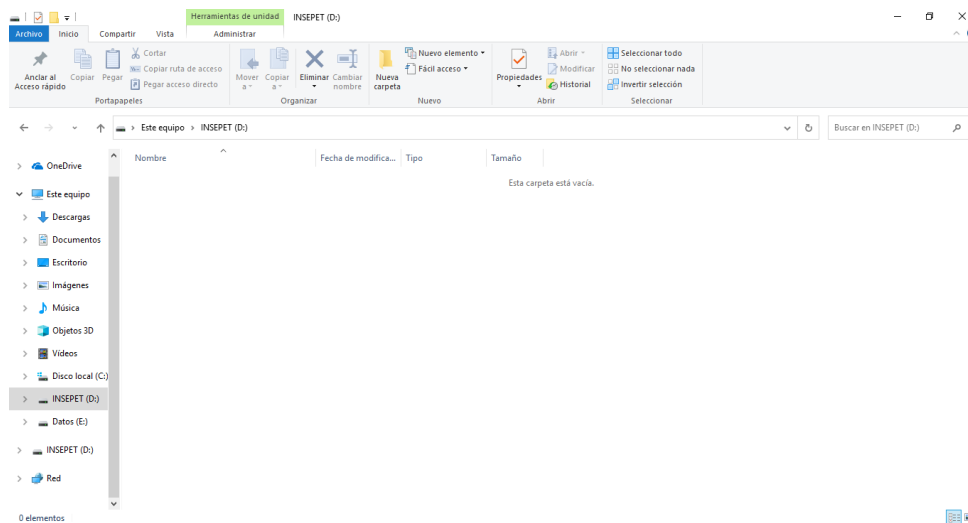 Herramientas de unidad INSEPET (D:)
Archivo Inicio Compartir Vista Administrar
Anclar al Acceso rápido
Copiar
Pegar
Cortar
Copiar ruta de acceso
Pegar acceso directo
Portapapeles
Mover a
Copiar a
Eliminar
Cambiar nombre
Organizar
Nueva carpeta
Nuevo elemento
Fácil acceso
Nuevo
Propiedades
Abrir
Modificar
Historial
Abrir
Seleccionar todo
No seleccionar nada
Invertir selección
Seleccionar
Este equipo > INSEPET (D:)
Buscar en INSEPET (D:)
Nombre Fecha de modifica... Tipo Tamaño
Esta carpeta está vacía.
OneDrive
Este equipo
Descargas
Documentos
Escritorio
Imágenes
Música
Objetos 3D
Vídeos
Disco local (C:)
INSEPET (D:)
Datos (E:)
INSEPET (D:)
Red
0 elementos